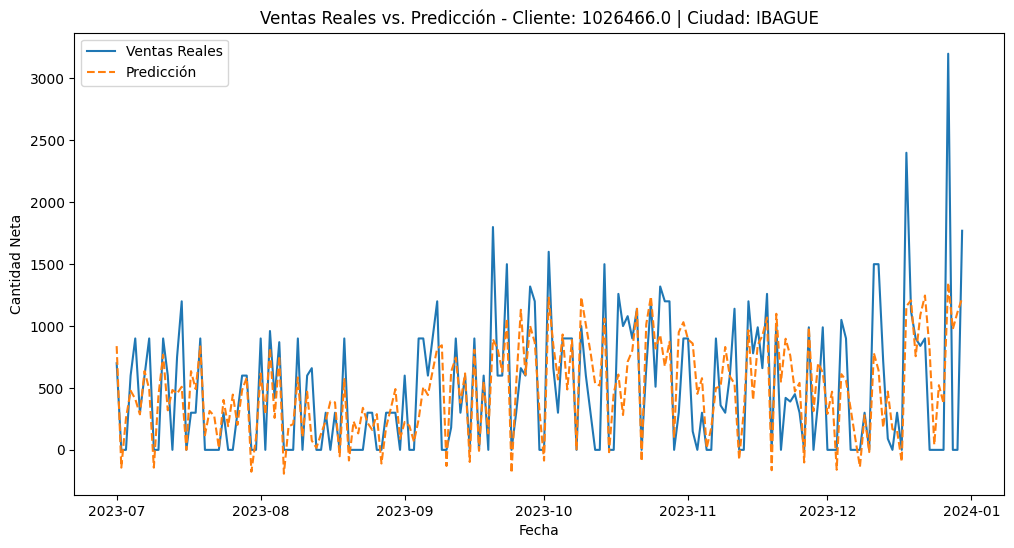 Ventas Reales vs. Predicción - Cliente: 1026466.0 | Ciudad: IBAGUE
Ventas Reales
Predicción
Cantidad Neta
3000
2500
2000
1500
1000
500
0
2023-07
2023-08
2023-09
2023-10
2023-11
2023-12
2024-01
Fecha